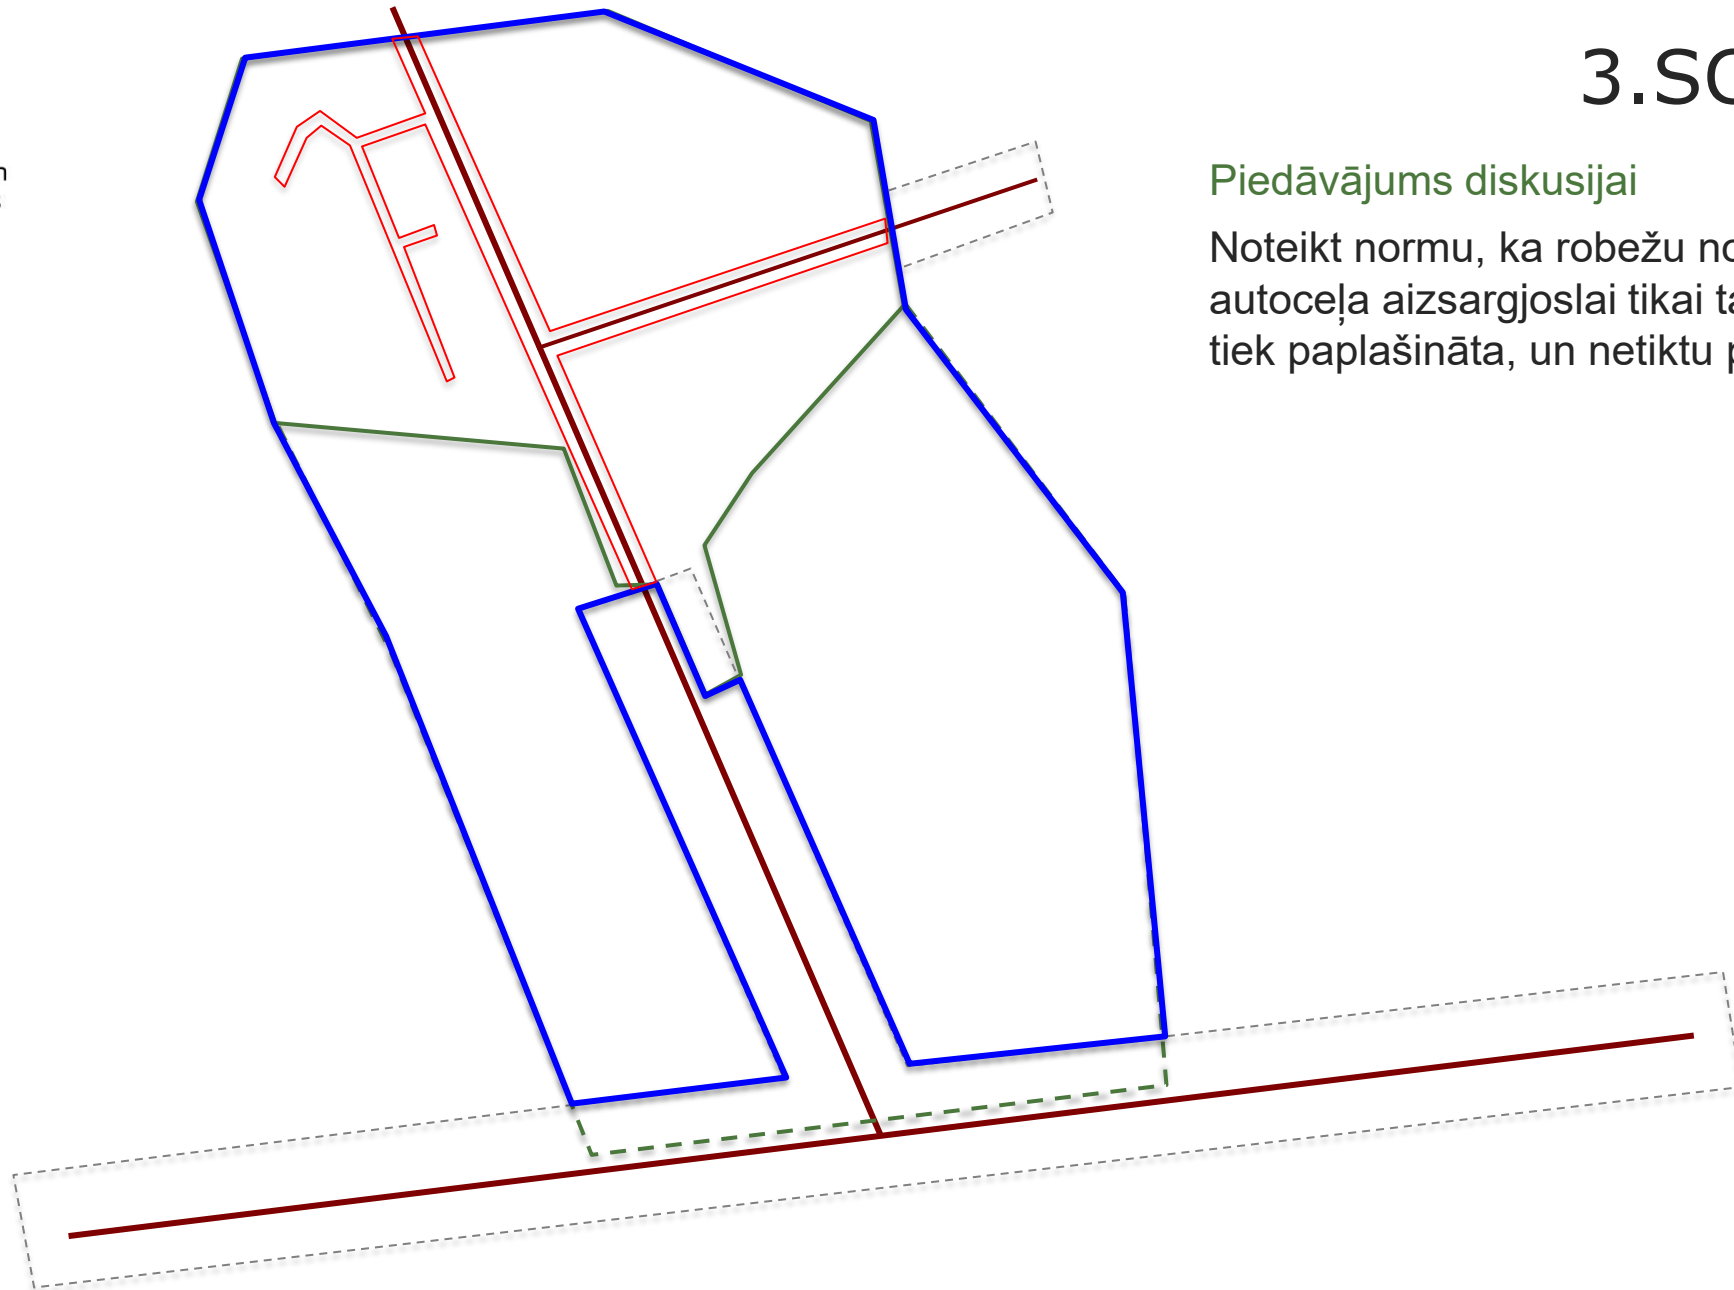 3.SC
Piedāvājums diskusijai
Noteikt normu, ka robežu no
autoceļa aizsargjoslai tikai ta
tiek paplašināta, un netiktu p